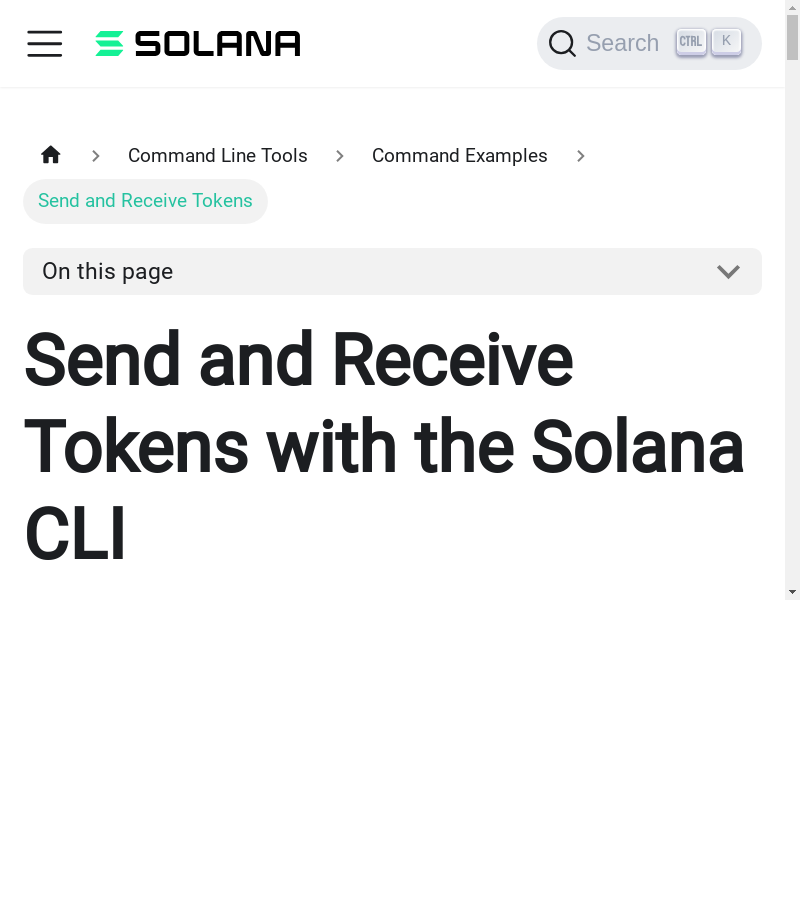 SOLANA
Search CTRL K
Command Line Tools
Command Examples
Send and Receive Tokens
On this page
Send and Receive
Tokens with the Solana
CLI